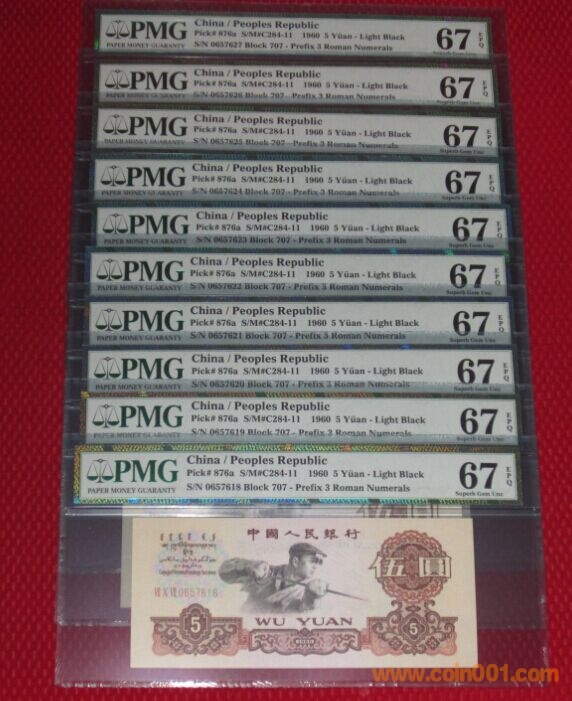 PMG
PAPER MONEY GUARANTY
China / Peoples Republic
Pick# 876a S/M#C284-11 1960 5 Yüan - Light Black
S/N 0657627 Block 707 - Prefix 3 Roman Numerals
67 EPQ
Superb Gem Unc
PMG
PAPER MONEY GUARANTY
China / Peoples Republic
Pick# 876a S/M#C284-11 1960 5 Yüan - Light Black
S/N 0657626 Block 707 - Prefix 3 Roman Numerals
67 EPQ
Superb Gem Unc
PMG
PAPER MONEY GUARANTY
China / Peoples Republic
Pick# 876a S/M#C284-11 1960 5 Yüan - Light Black
S/N 0657625 Block 707 - Prefix 3 Roman Numerals
67 EPQ
Superb Gem Unc
PMG
PAPER MONEY GUARANTY
China / Peoples Republic
Pick# 876a S/M#C284-11 1960 5 Yüan - Light Black
S/N 0657624 Block 707 - Prefix 3 Roman Numerals
67 EPQ
Superb Gem Unc
PMG
PAPER MONEY GUARANTY
China / Peoples Republic
Pick# 876a S/M#C284-11 1960 5 Yüan - Light Black
S/N 0657623 Block 707 - Prefix 3 Roman Numerals
67 EPQ
Superb Gem Unc
PMG
PAPER MONEY GUARANTY
China / Peoples Republic
Pick# 876a S/M#C284-11 1960 5 Yüan - Light Black
S/N 0657622 Block 707 - Prefix 3 Roman Numerals
67 EPQ
Superb Gem Unc
PMG
PAPER MONEY GUARANTY
China / Peoples Republic
Pick# 876a S/M#C284-11 1960 5 Yüan - Light Black
S/N 0657621 Block 707 - Prefix 3 Roman Numerals
67 EPQ
Superb Gem Unc
PMG
PAPER MONEY GUARANTY
China / Peoples Republic
Pick# 876a S/M#C284-11 1960 5 Yüan - Light Black
S/N 0657620 Block 707 - Prefix 3 Roman Numerals
67 EPQ
PMG
PAPER MONEY GUARANTY
China / Peoples Republic
Pick# 876a S/M#C284-11 1960 5 Yüan - Light Black
S/N 0657619 Block 707 - Prefix 3 Roman Numerals
67 EPQ
Superb Gem Unc
PMG
PAPER MONEY GUARANTY
China / Peoples Republic
Pick# 876a S/M#C284-11 1960 5 Yüan - Light Black
S/N 0657618 Block 707 - Prefix 3 Roman Numerals
67 EPQ
Superb Gem Unc
中國人民銀行
伍圓
0657618
WU YUAN
5
1960
5
www.coin001.com